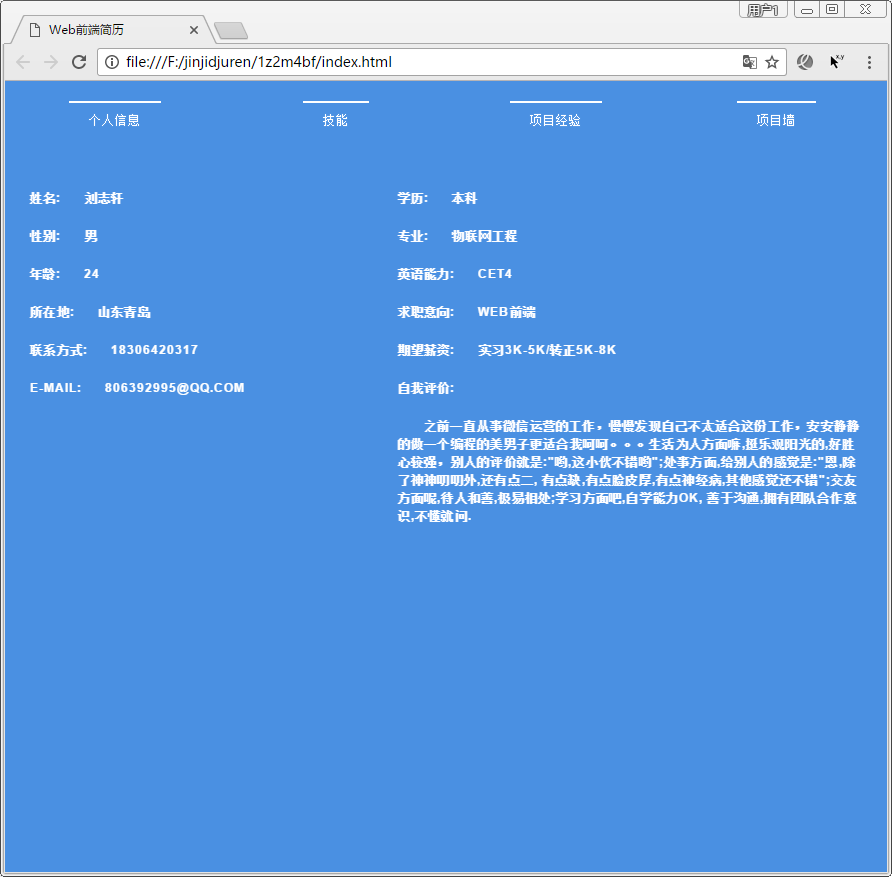 用户1
Web前端简历
file:///F:/jinjidjuren/1z2m4bf/index.html
个人信息 技能 项目经验 项目墙
姓名: 刘志轩
性别: 男
年龄: 24
所在地: 山东青岛
联系方式: 18306420317
E-MAIL: 806392995@QQ.COM
学历: 本科
专业: 物联网工程
英语能力: CET4
求职意向: WEB前端
期望薪资: 实习3K-5K/转正5K-8K
自我评价:
之前一直从事微信运营的工作，慢慢发现自己不太适合这份工作，安安静静
的做一个编程的美男子更适合我呵呵。。。生活为人方面嘛,挺乐观阳光的,好胜
心较强，别人的评价就是:"哟,这小伙不错哟";处事方面,给别人的感觉是:"恩,除
了神神叨叨外,还有点二, 有点缺,有点脸皮厚,有点神经病,其他感觉还不错";交友
方面呢,待人和善,极易相处;学习方面吧,自学能力OK, 善于沟通,拥有团队合作意
识,不懂就问.